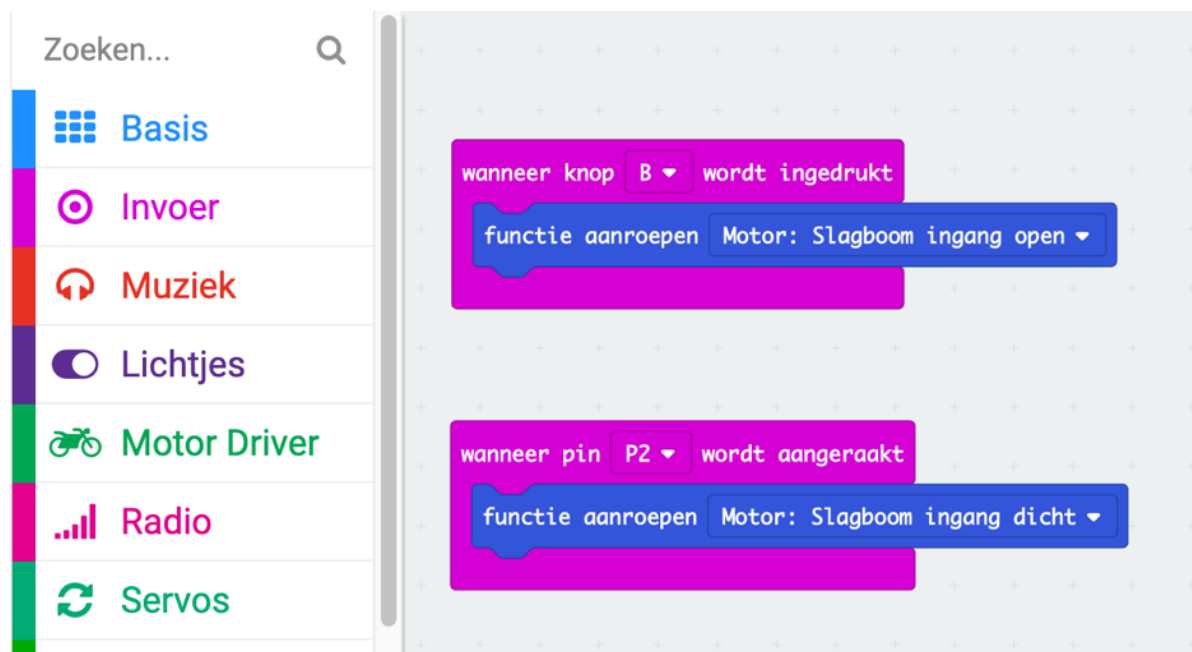 Zoeken...
Basis
Invoer
Muziek
Lichtjes
Motor Driver
Radio
Servos
wanneer knop B wordt ingedrukt
functie aanroepen Motor: Slagboom ingang open
wanneer pin P2 wordt aangeraakt
functie aanroepen Motor: Slagboom ingang dicht